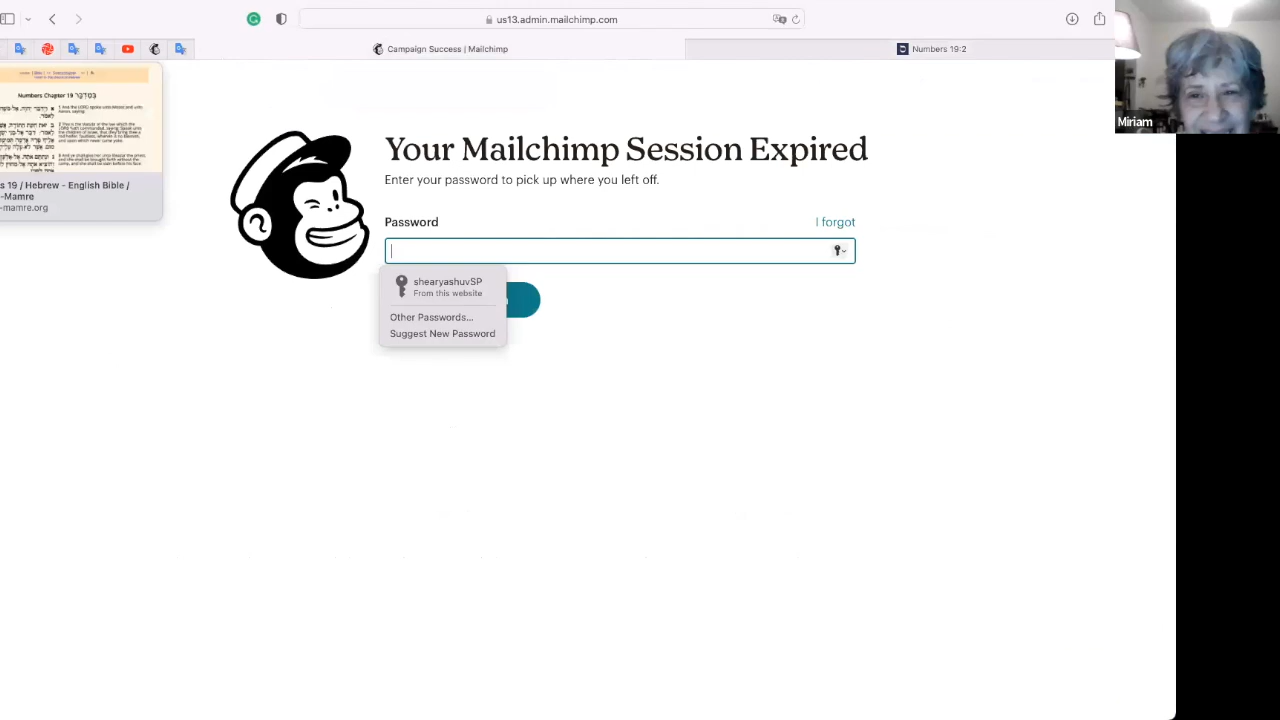 us13.admin.mailchimp.com
Campaign Success | Mailchimp
Numbers 19:2
Miriam
Numbers Chapter 19 בְּמִדְבַּר
s 19 / Hebrew - English Bible /
-Mamre
-mamre.org
Your Mailchimp Session Expired
Enter your password to pick up where you left off.
Password
I forgot
shearyashuvSP
From this website
Other Passwords...
Suggest New Password